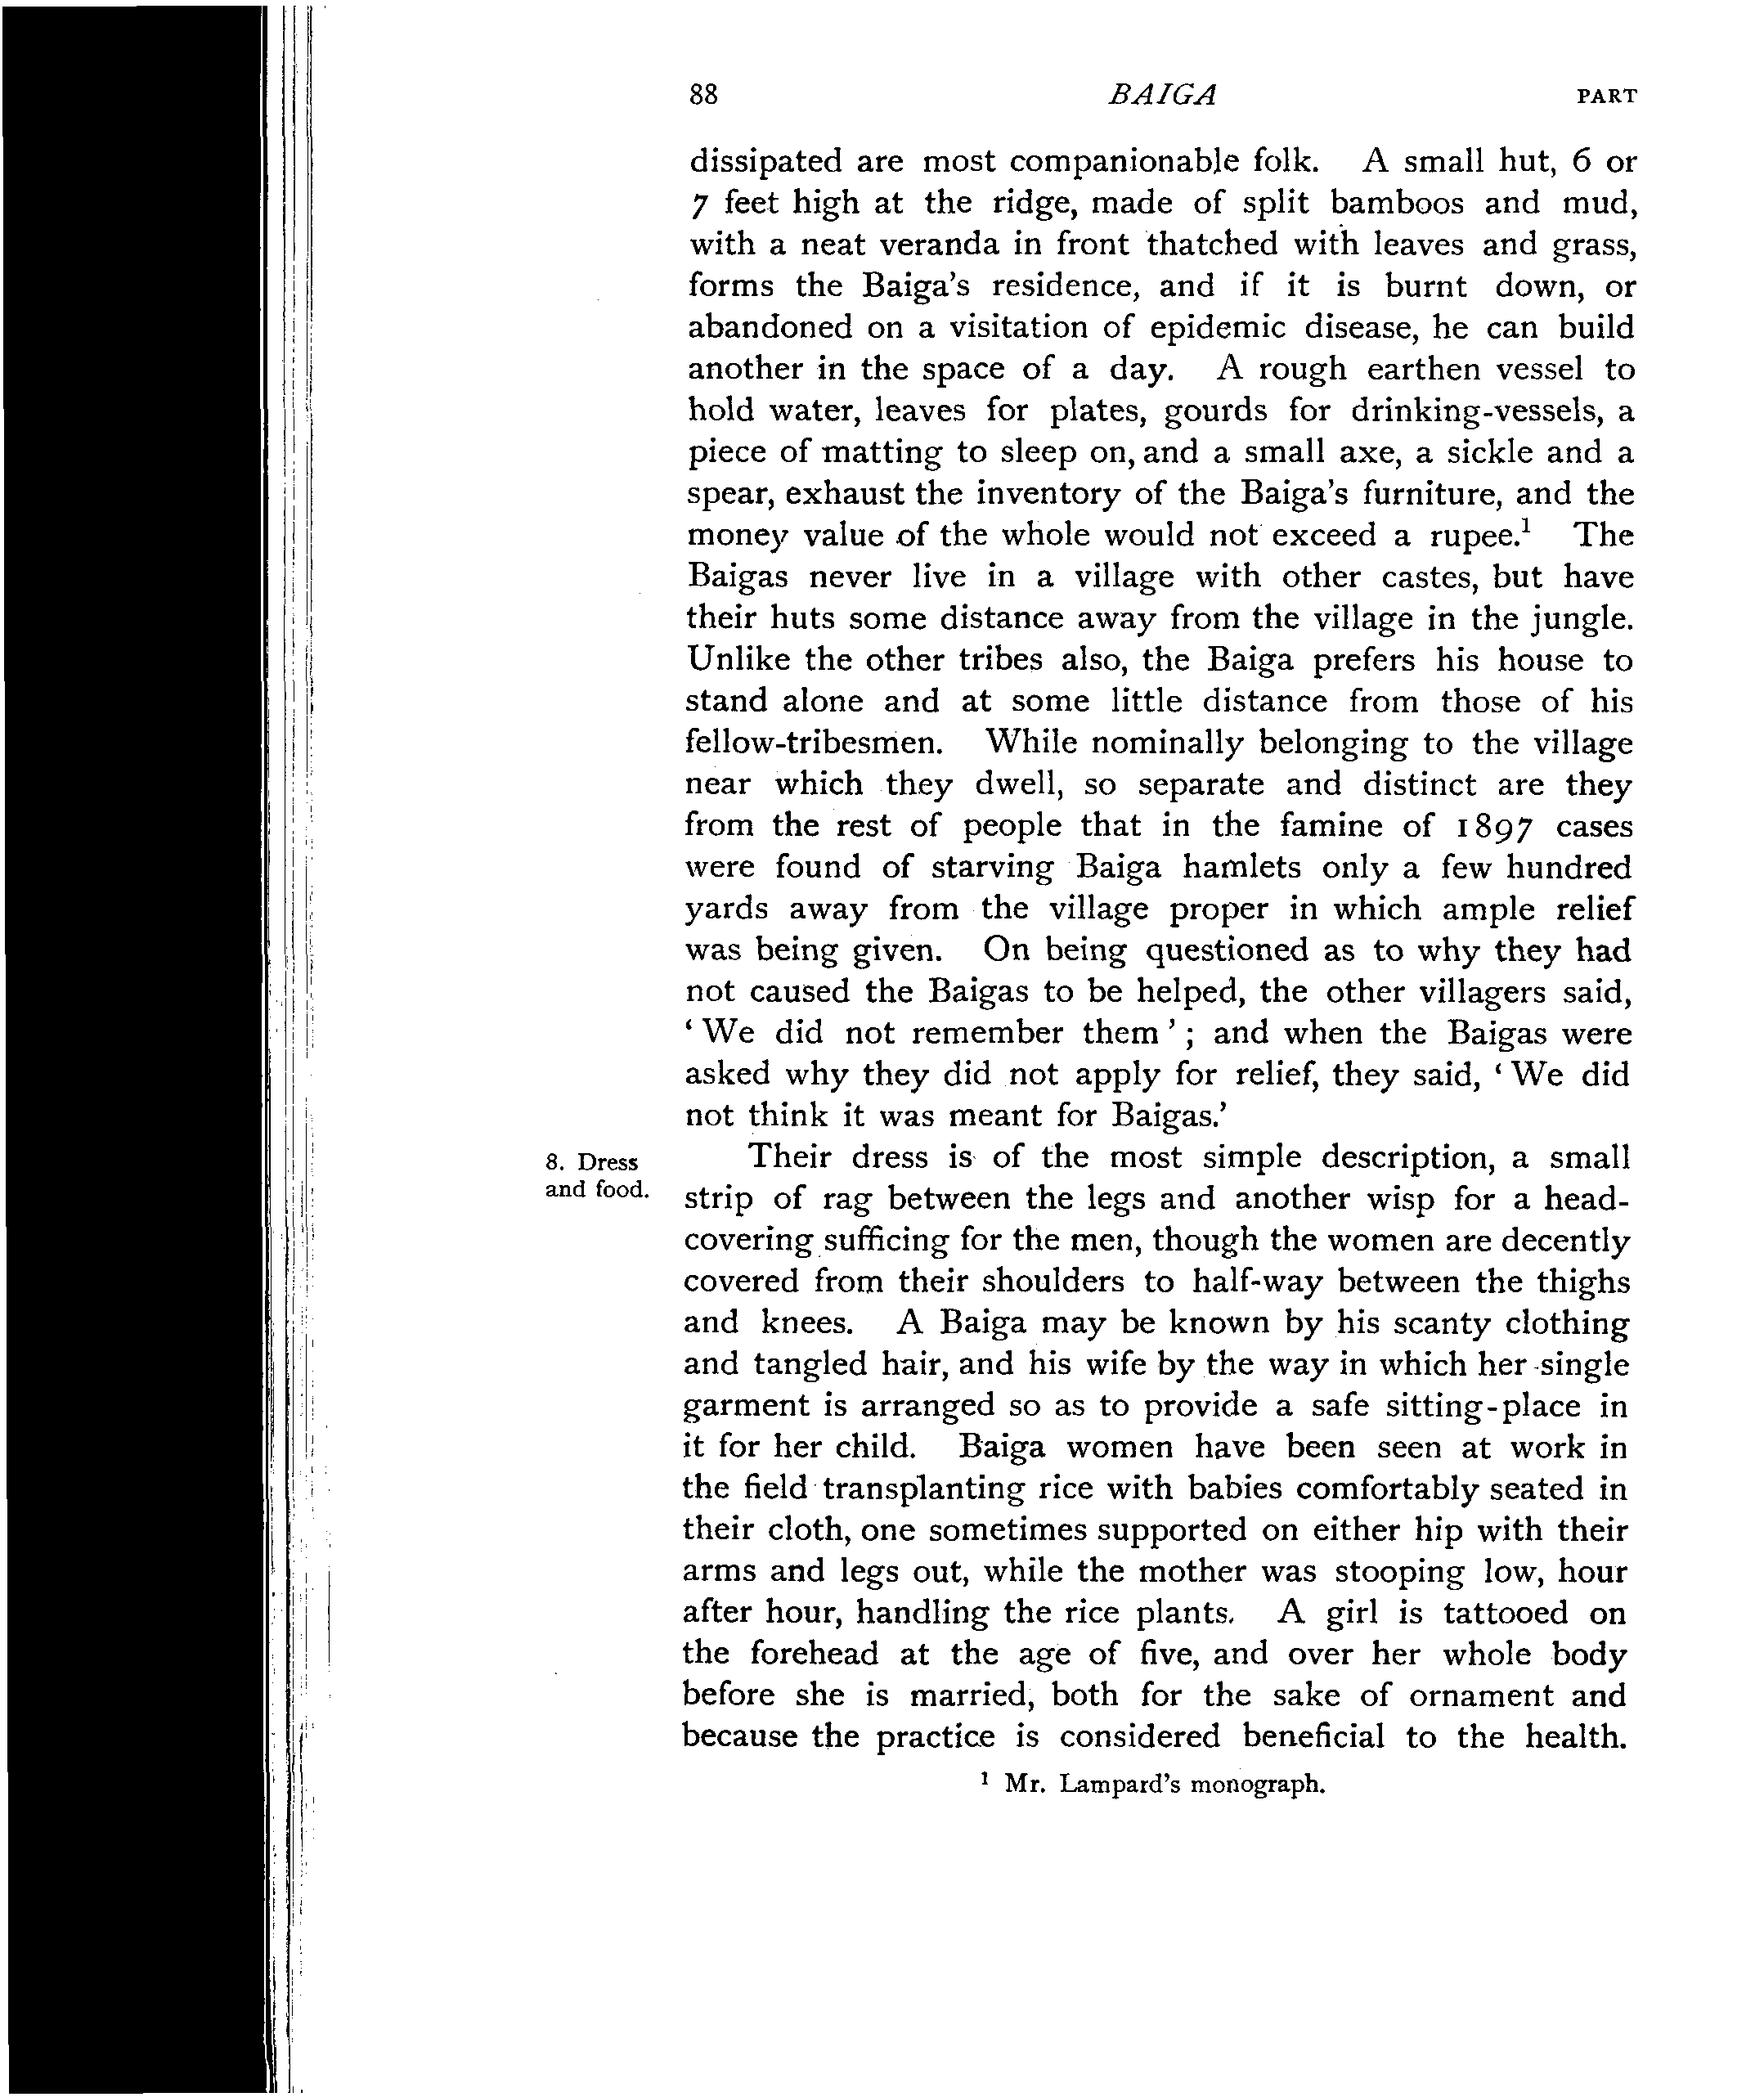 88 BAIGA PART
dissipated are most companionable folk. A small hut, 6 or
7 feet high at the ridge, made of split bamboos and mud,
with a neat veranda in front thatched with leaves and grass,
forms the Baiga's residence, and if it is burnt down, or
abandoned on a visitation of epidemic disease, he can build
another in the space of a day. A rough earthen vessel to
hold water, leaves for plates, gourds for drinking-vessels, a
piece of matting to sleep on, and a small axe, a sickle and a
spear, exhaust the inventory of the Baiga's furniture, and the
money value of the whole would not exceed a rupee.¹ The
Baigas never live in a village with other castes, but have
their huts some distance away from the village in the jungle.
Unlike the other tribes also, the Baiga prefers his house to
stand alone and at some little distance from those of his
fellow-tribesmen. While nominally belonging to the village
near which they dwell, so separate and distinct are they
from the rest of people that in the famine of 1897 cases
were found of starving Baiga hamlets only a few hundred
yards away from the village proper in which ample relief
was being given. On being questioned as to why they had
not caused the Baigas to be helped, the other villagers said,
‘We did not remember them’; and when the Baigas were
asked why they did not apply for relief, they said, ‘We did
not think it was meant for Baigas.’
8. Dress
and food.
Their dress is of the most simple description, a small
strip of rag between the legs and another wisp for a head-
covering sufficing for the men, though the women are decently
covered from their shoulders to half-way between the thighs
and knees. A Baiga may be known by his scanty clothing
and tangled hair, and his wife by the way in which her single
garment is arranged so as to provide a safe sitting-place in
it for her child. Baiga women have been seen at work in
the field transplanting rice with babies comfortably seated in
their cloth, one sometimes supported on either hip with their
arms and legs out, while the mother was stooping low, hour
after hour, handling the rice plants. A girl is tattooed on
the forehead at the age of five, and over her whole body
before she is married, both for the sake of ornament and
because the practice is considered beneficial to the health.
¹ Mr. Lampard's monograph.